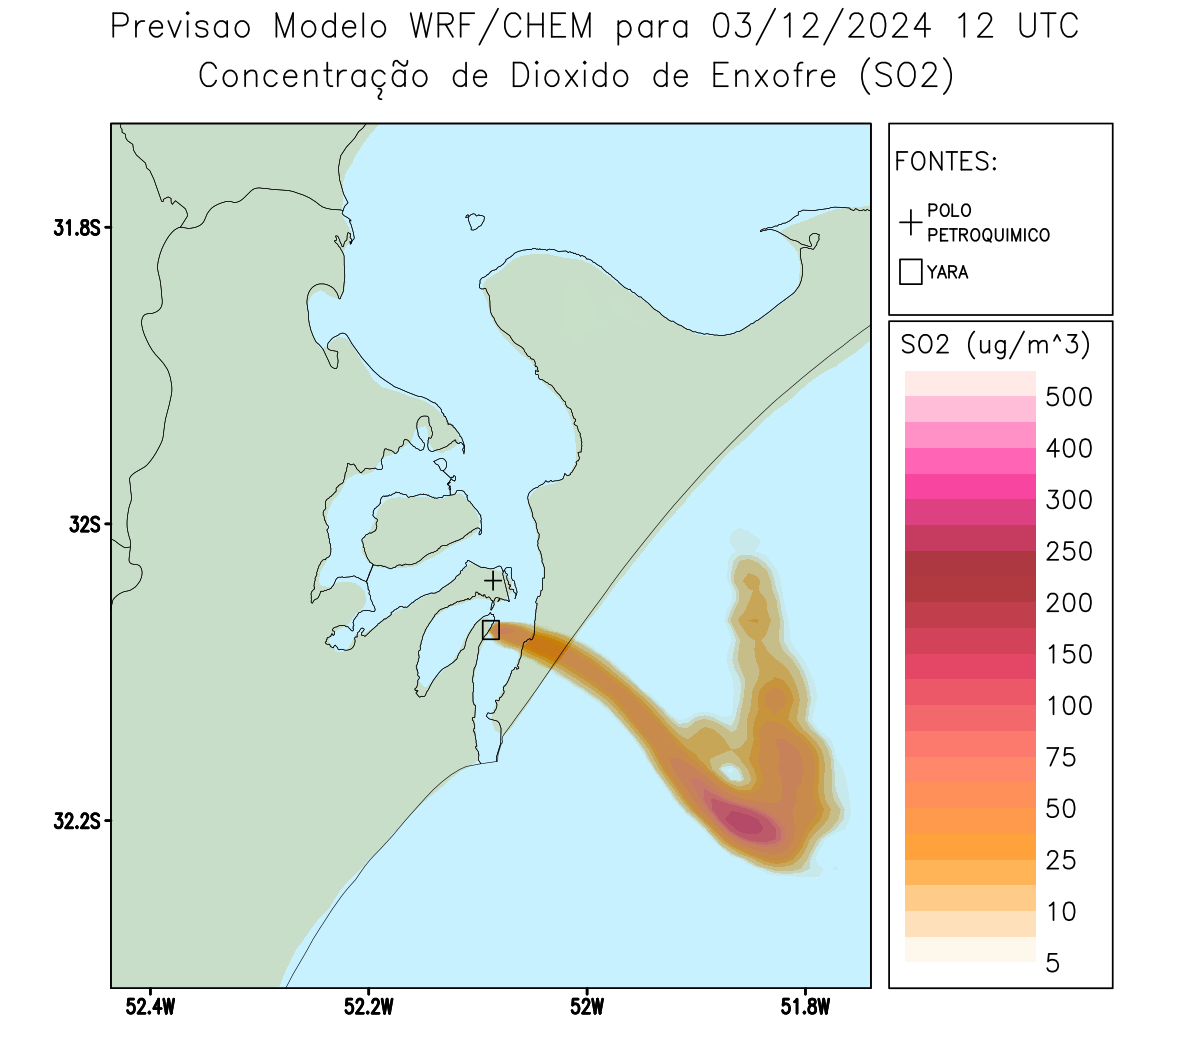 Previsao Modelo WRF/CHEM para 03/12/2024 12 UTC
Concentração de Dioxido de Enxofre (SO2)
FONTES:
POLO
PETROQUIMICO
YARA
31.8S
32S
32.2S
52.4W
52.2W
52W
51.8W
SO2 (ug/m^3)
500
400
300
250
200
150
100
75
50
25
10
5